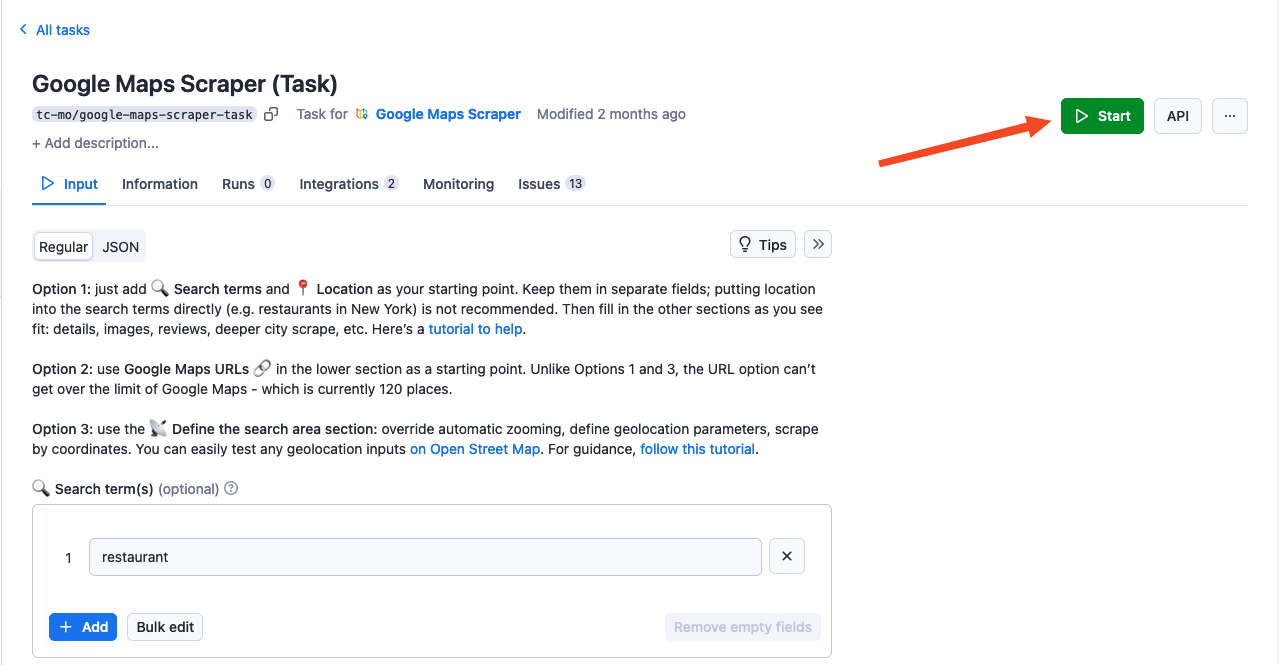 All tasks
Google Maps Scraper (Task)
tc-mo/google-maps-scraper-task Task for Google Maps Scraper Modified 2 months ago
+ Add description...
Start API ...
Input Information Runs 0 Integrations 2 Monitoring Issues 13
Regular JSON
Tips
Option 1: just add 🔍 Search terms and 📍 Location as your starting point. Keep them in separate fields; putting location
into the search terms directly (e.g. restaurants in New York) is not recommended. Then fill in the other sections as you see
fit: details, images, reviews, deeper city scrape, etc. Here’s a tutorial to help.
Option 2: use Google Maps URLs 🔗 in the lower section as a starting point. Unlike Options 1 and 3, the URL option can’t
get over the limit of Google Maps - which is currently 120 places.
Option 3: use the 📡 Define the search area section: override automatic zooming, define geolocation parameters, scrape
by coordinates. You can easily test any geolocation inputs on Open Street Map. For guidance, follow this tutorial.
🔍 Search term(s) (optional)
1 restaurant
+ Add Bulk edit Remove empty fields